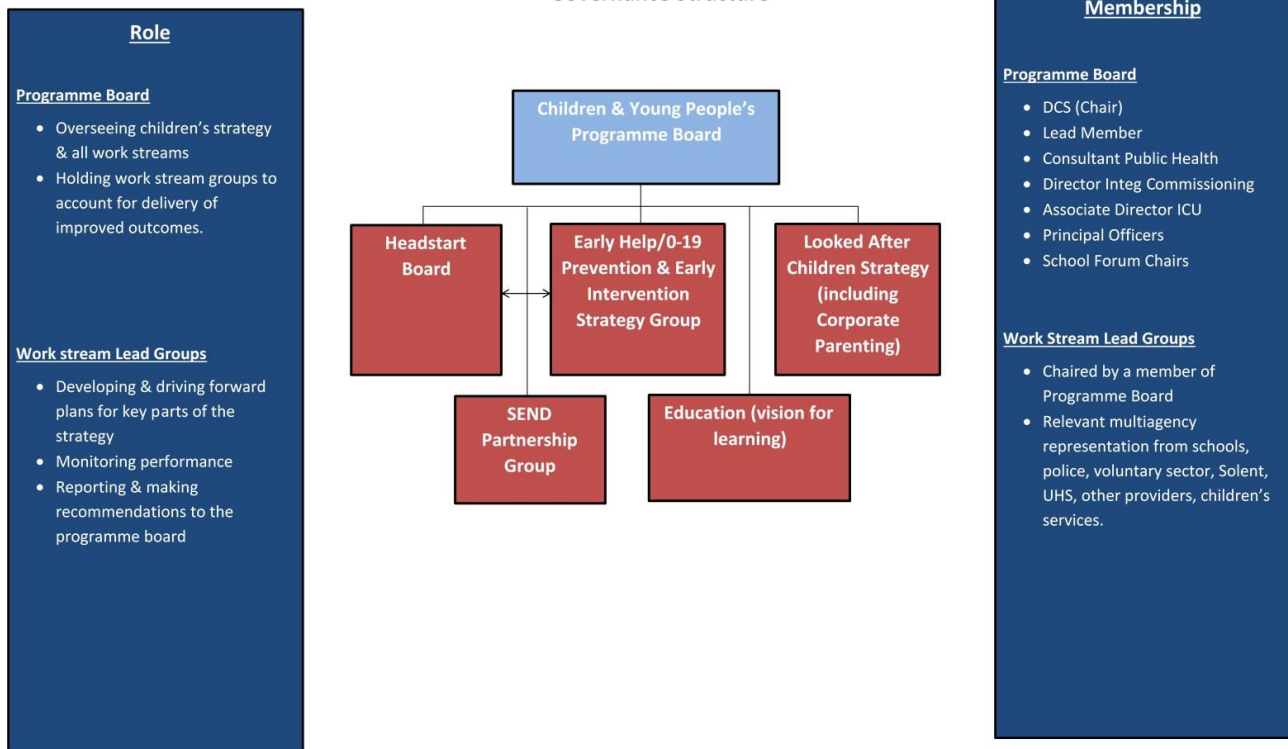 Governance Structure
Role
Programme Board
• Overseeing children's strategy
& all work streams
• Holding work stream groups to
account for delivery of
improved outcomes.
Work stream Lead Groups
• Developing & driving forward
plans for key parts of the
strategy
• Monitoring performance
• Reporting & making
recommendations to the
programme board
Children & Young People's
Programme Board
Headstart
Board
Early Help/0-19
Prevention & Early
Intervention
Strategy Group
Looked After
Children Strategy
(including
Corporate
Parenting)
SEND
Partnership
Group
Education (vision for
learning)
Membership
Programme Board
• DCS (Chair)
• Lead Member
• Consultant Public Health
• Director Integ Commissioning
• Associate Director ICU
• Principal Officers
• School Forum Chairs
Work Stream Lead Groups
• Chaired by a member of
Programme Board
• Relevant multiagency
representation from schools,
police, voluntary sector, Solent,
UHS, other providers, children's
services.